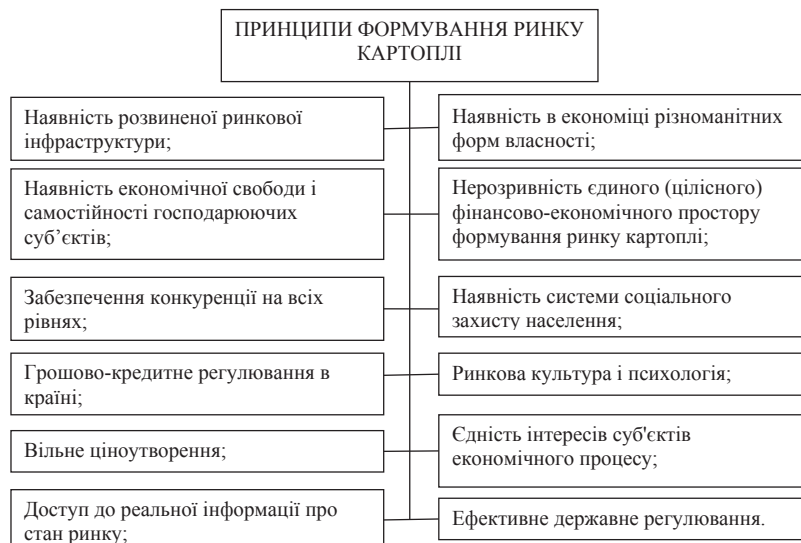 ПРИНЦИПИ ФОРМУВАННЯ РИНКУ
КАРТОПЛІ
Наявність розвиненої ринкової
інфраструктури;
Наявність в економіці різноманітних
форм власності;
Наявність економічної свободи і
самостійності господарюючих
суб’єктів;
Нерозривність єдиного (цілісного)
фінансово-економічного простору
формування ринку картоплі;
Забезпечення конкуренції на всіх
рівнях;
Наявність системи соціального
захисту населення;
Грошово-кредитне регулювання в
країні;
Ринкова культура і психологія;
Вільне ціноутворення;
Єдність інтересів суб'єктів
економічного процесу;
Доступ до реальної інформації про
стан ринку;
Ефективне державне регулювання.